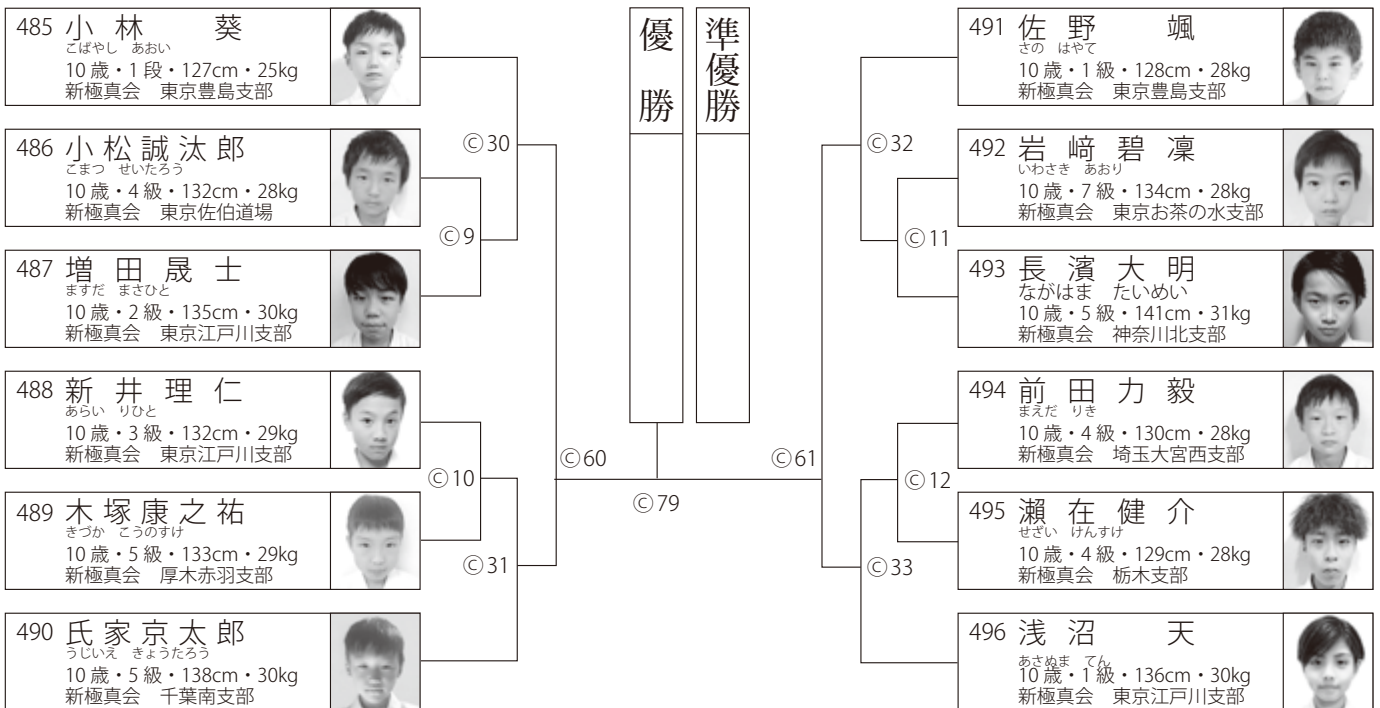 485 小林 葵
こばやし あおい
10歳・1段・127cm・25kg
新極真会 東京豊島支部
486 小松誠汰郎
こまつ せいたろう
10歳・4級・132cm・28kg
新極真会 東京佐伯道場
487 増田晟士
ますだ まさひと
10歳・2級・135cm・30kg
新極真会 東京江戸川支部
488 新井理仁
あらい りひと
10歳・3級・132cm・29kg
新極真会 東京江戸川支部
489 木塚康之祐
きづか こうのすけ
10歳・5級・133cm・29kg
新極真会 厚木赤羽支部
490 氏家京太郎
うじいえ きょうたろう
10歳・5級・138cm・30kg
新極真会 千葉南支部
Ⓒ30
Ⓒ9
Ⓒ10
Ⓒ31
Ⓒ60
優勝
準優勝
Ⓒ79
Ⓒ61
Ⓒ32
Ⓒ11
Ⓒ12
Ⓒ33
491 佐野 颯
さの はやて
10歳・1級・128cm・28kg
新極真会 東京豊島支部
492 岩﨑碧凜
いわさき あおり
10歳・7級・134cm・28kg
新極真会 東京お茶の水支部
493 長濱大明
ながはま たいめい
10歳・5級・141cm・31kg
新極真会 神奈川北支部
494 前田力毅
まえだ りき
10歳・4級・130cm・28kg
新極真会 埼玉大宮西支部
495 瀬在健介
せざい けんすけ
10歳・4級・129cm・28kg
新極真会 栃木支部
496 浅沼 天
あさぬま てん
10歳・1級・136cm・30kg
新極真会 東京江戸川支部